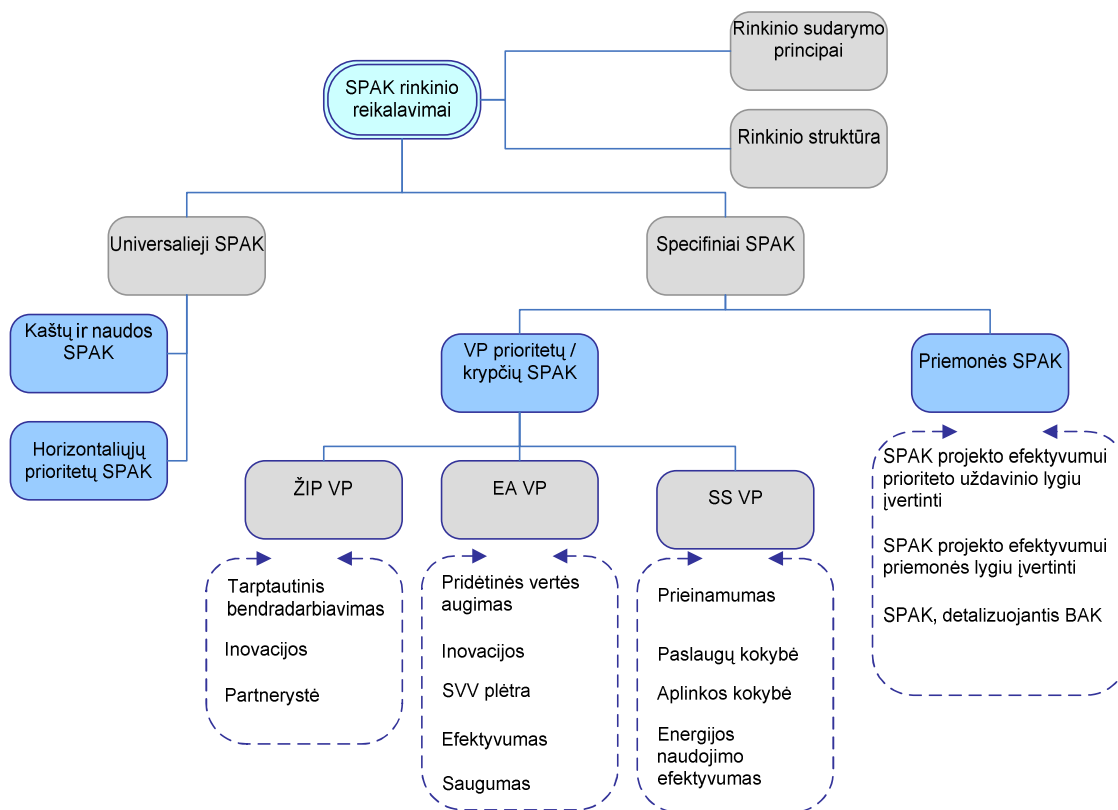 Rinkinio sudarymo
principai
SPAK rinkinio
reikalavimai
Rinkinio struktūra
Universalieji SPAK
Specifiniai SPAK
Kaštų ir naudos
SPAK
VP prioritetų /
krypčių SPAK
Priemonės SPAK
Horizontaliųjų
prioritetų SPAK
ŽIP VP
EA VP
SS VP
Tarptautinis
bendradarbiavimas
Inovacijos
Partnerystė
Pridėtinės vertės
augimas
Inovacijos
SVV plėtra
Efektyvumas
Saugumas
Prieinamumas
Paslaugų kokybė
Aplinkos kokybė
Energijos
naudojimo
efektyvumas
SPAK projekto efektyvumui
prioriteto uždavinio lygiu
įvertinti
SPAK projekto efektyvumui
priemonės lygiu įvertinti
SPAK, detalizuojantis BAK